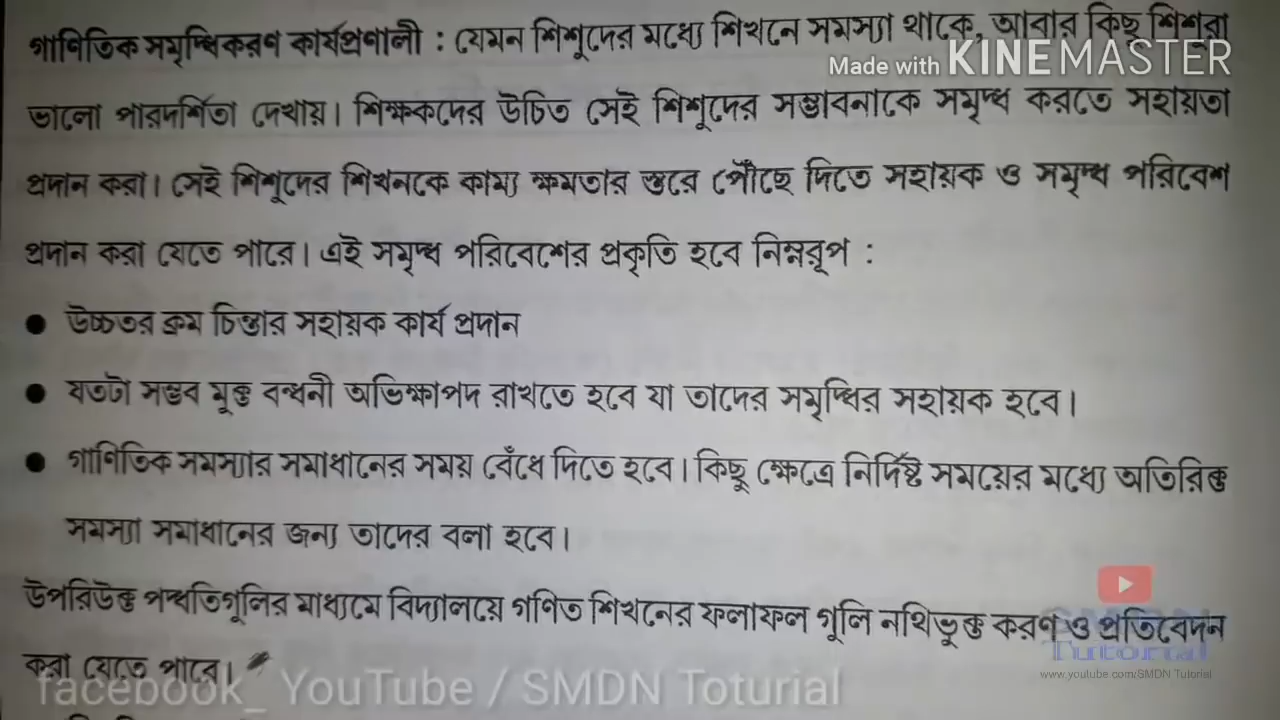 গাণিতিক সমৃদ্ধিকরণ কার্যপ্রণালী : যেমন শিশুদের মধ্যে শিখনে সমস্যা থাকে, আবার কিছু শিশুরা
Made with KINEMASTER
ভালো পারদর্শিতা দেখায়। শিক্ষকদের উচিত সেই শিশুদের সম্ভাবনাকে সমৃদ্ধ করতে সহায়তা
প্রদান করা। সেই শিশুদের শিখনকে কাম্য ক্ষমতার স্তরে পৌঁছে দিতে সহায়ক ও সমৃদ্ধ পরিবেশ
প্রদান করা যেতে পারে। এই সমৃদ্ধ পরিবেশের প্রকৃতি হবে নিম্নরূপ :
● উচ্চতর ক্রম চিন্তার সহায়ক কার্য প্রদান
● যতটা সম্ভব মুক্ত বন্ধনী অভিক্ষাপদ রাখতে হবে যা তাদের সমৃদ্ধির সহায়ক হবে।
● গাণিতিক সমস্যার সমাধানের সময় বেঁধে দিতে হবে। কিছু ক্ষেত্রে নির্দিষ্ট সময়ের মধ্যে অতিরিক্ত
সমস্যা সমাধানের জন্য তাদের বলা হবে।
উপরিউক্ত পদ্ধতিগুলির মাধ্যমে বিদ্যালয়ে গণিত শিখনের ফলাফল গুলি নথিভুক্ত করণ ও প্রতিবেদন
করা যেতে পারে।
SMDN
Tutorial
www.youtube.com/SMDN Tutorial
facebook_ YouTube / SMDN Toturial